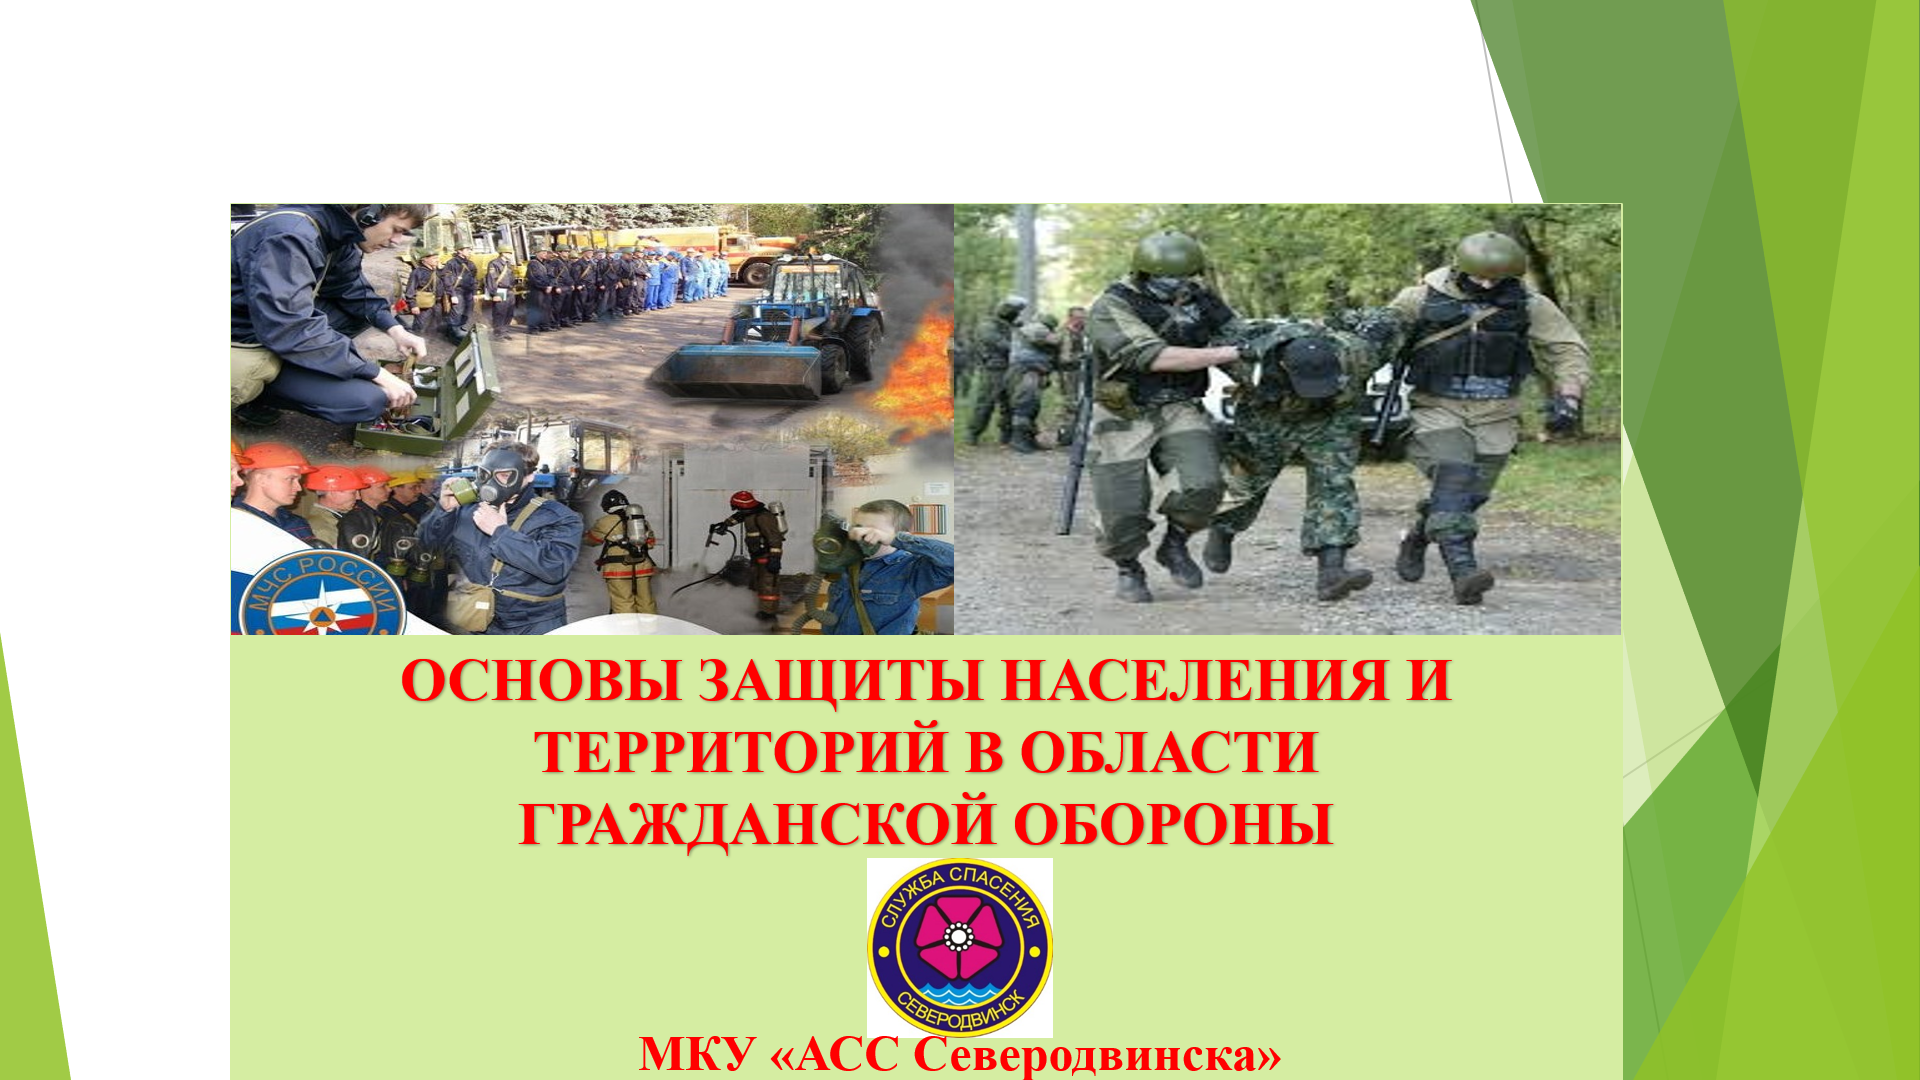 МЧС РОССИИ
ОСНОВЫ ЗАЩИТЫ НАСЕЛЕНИЯ И
ТЕРРИТОРИЙ В ОБЛАСТИ
ГРАЖДАНСКОЙ ОБОРОНЫ
СЛУЖБА СПАСЕНИЯ
СЕВЕРОДВИНСК
МКУ «АСС Северодвинска»